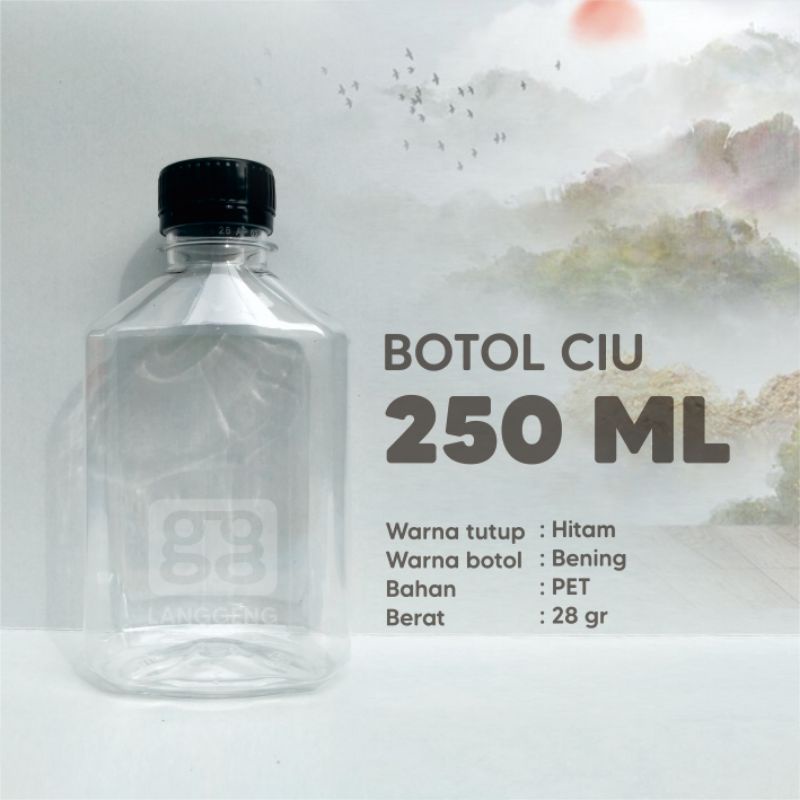 BOTOL CIU
250 ML
Warna tutup : Hitam
Warna botol : Bening
Bahan : PET
Berat : 28 gr
LANGGENG